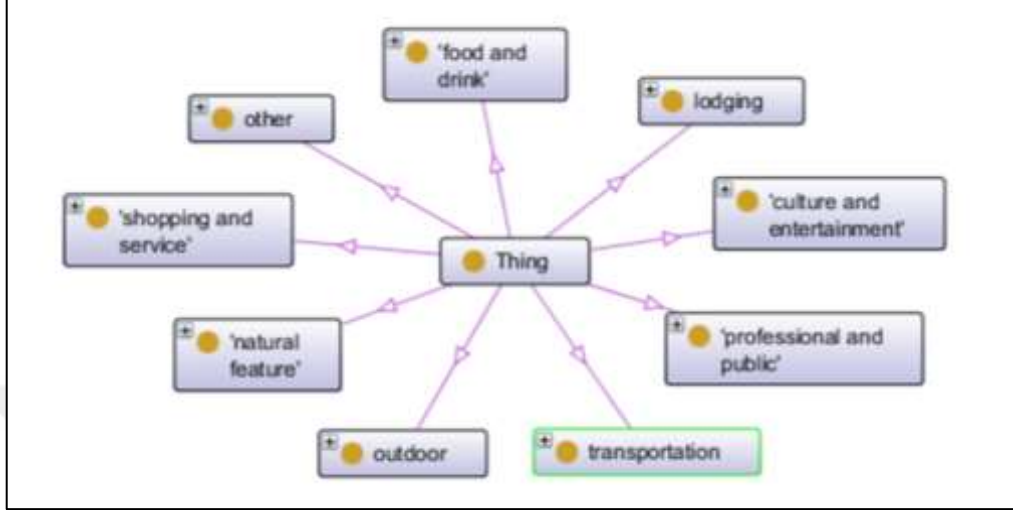 'food and
drink'
lodging
other
'culture and
entertainment'
'shopping and
service'
Thing
'professional and
public'
'natural
feature'
outdoor
transportation